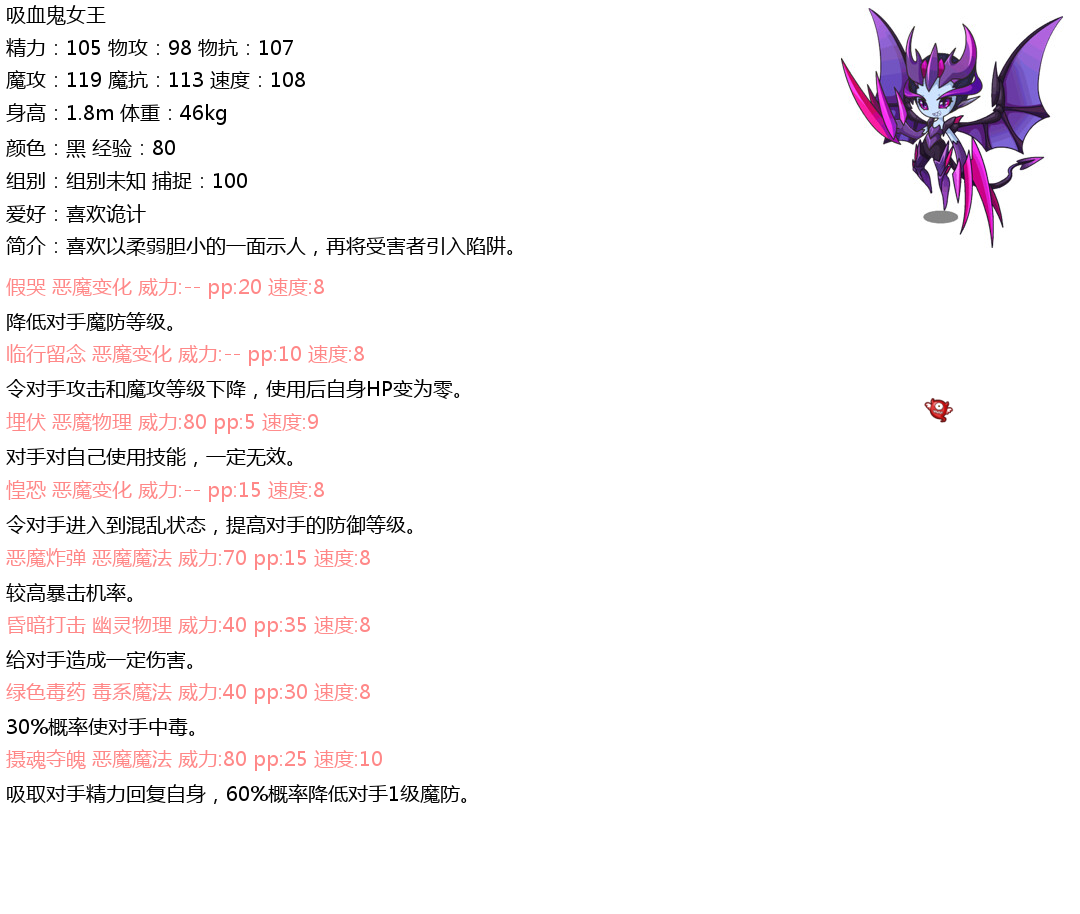 吸血鬼女王
精力：105 物攻：98 物抗：107
魔攻：119 魔抗：113 速度：108
身高：1.8m 体重：46kg
颜色：黑 经验：80
组别：组别未知 捕捉：100
爱好：喜欢诡计
简介：喜欢以柔弱胆小的一面示人，再将受害者引入陷阱。
假哭 恶魔变化 威力:-- pp:20 速度:8
降低对手魔防等级。
临行留念 恶魔变化 威力:-- pp:10 速度:8
令对手攻击和魔攻等级下降，使用后自身HP变为零。
埋伏 恶魔物理 威力:80 pp:5 速度:9
对手对自己使用技能，一定无效。
惶恐 恶魔变化 威力:-- pp:15 速度:8
令对手进入到混乱状态，提高对手的防御等级。
恶魔炸弹 恶魔魔法 威力:70 pp:15 速度:8
较高暴击机率。
昏暗打击 幽灵物理 威力:40 pp:35 速度:8
给对手造成一定伤害。
绿色毒药 毒系魔法 威力:40 pp:30 速度:8
30%概率使对手中毒。
摄魂夺魄 恶魔魔法 威力:80 pp:25 速度:10
吸取对手精力回复自身，60%概率降低对手1级魔防。